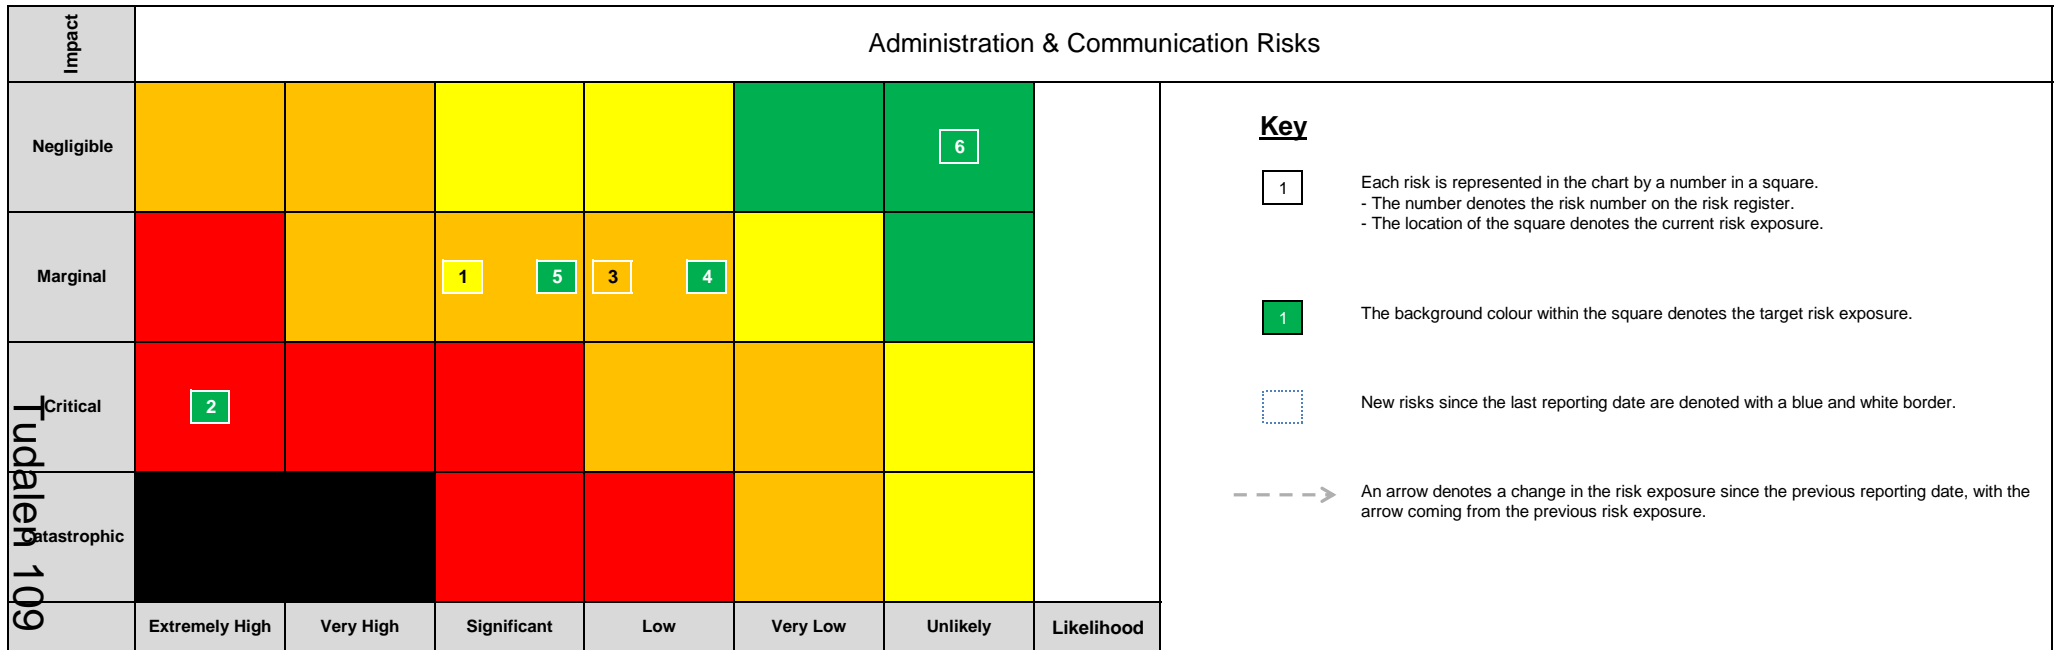 Impact
Administration & Communication Risks
Negligible
6
Marginal
1
5
3
4
Critical
2
Catastrophic
Extremely High
Very High
Significant
Low
Very Low
Unlikely
Likelihood
Key
1
Each risk is represented in the chart by a number in a square.
- The number denotes the risk number on the risk register.
- The location of the square denotes the current risk exposure.
1
The background colour within the square denotes the target risk exposure.
New risks since the last reporting date are denoted with a blue and white border.
An arrow denotes a change in the risk exposure since the previous reporting date, with the
arrow coming from the previous risk exposure.
Tudalen 109